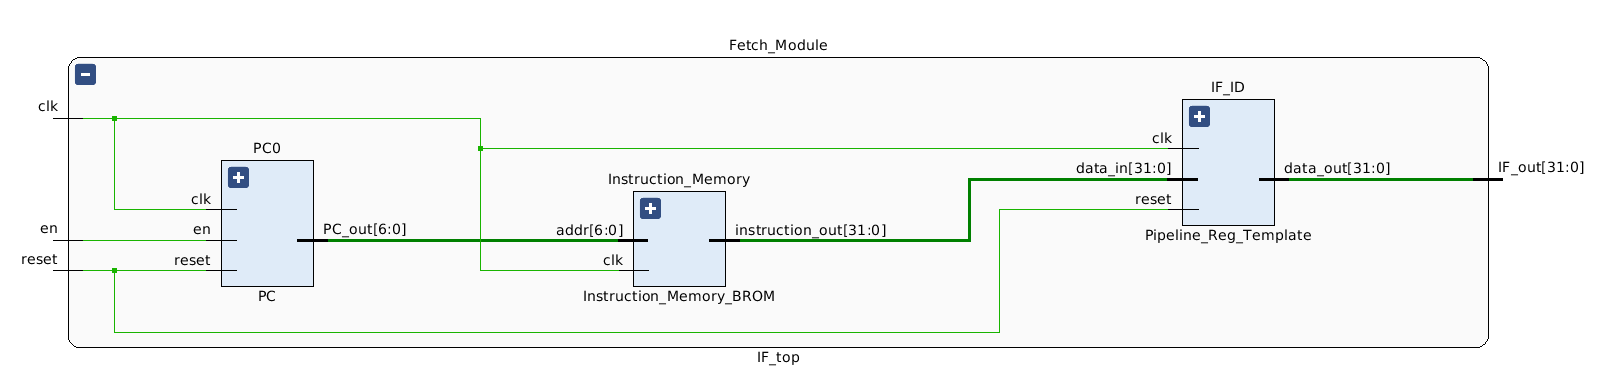 Fetch_Module
clk
en
reset
PC0
clk
en
reset
PC_out[6:0]
PC
Instruction_Memory
addr[6:0]
clk
instruction_out[31:0]
Instruction_Memory_BROM
IF_ID
clk
data_in[31:0]
reset
data_out[31:0]
Pipeline_Reg_Template
IF_out[31:0]
IF_top